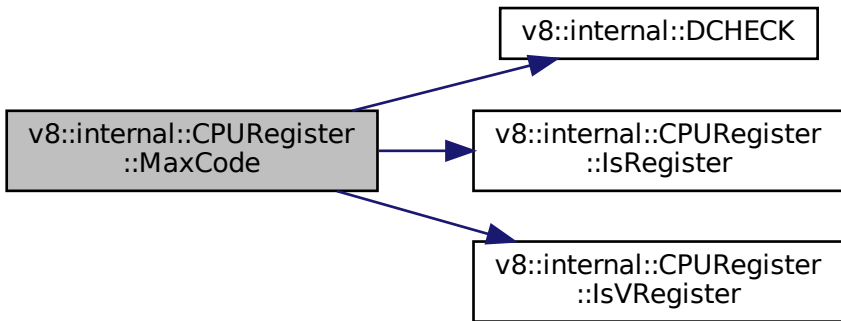 v8::internal::DCHECK
v8::internal::CPURegister
::MaxCode
v8::internal::CPURegister
::IsRegister
v8::internal::CPURegister
::IsVRegister